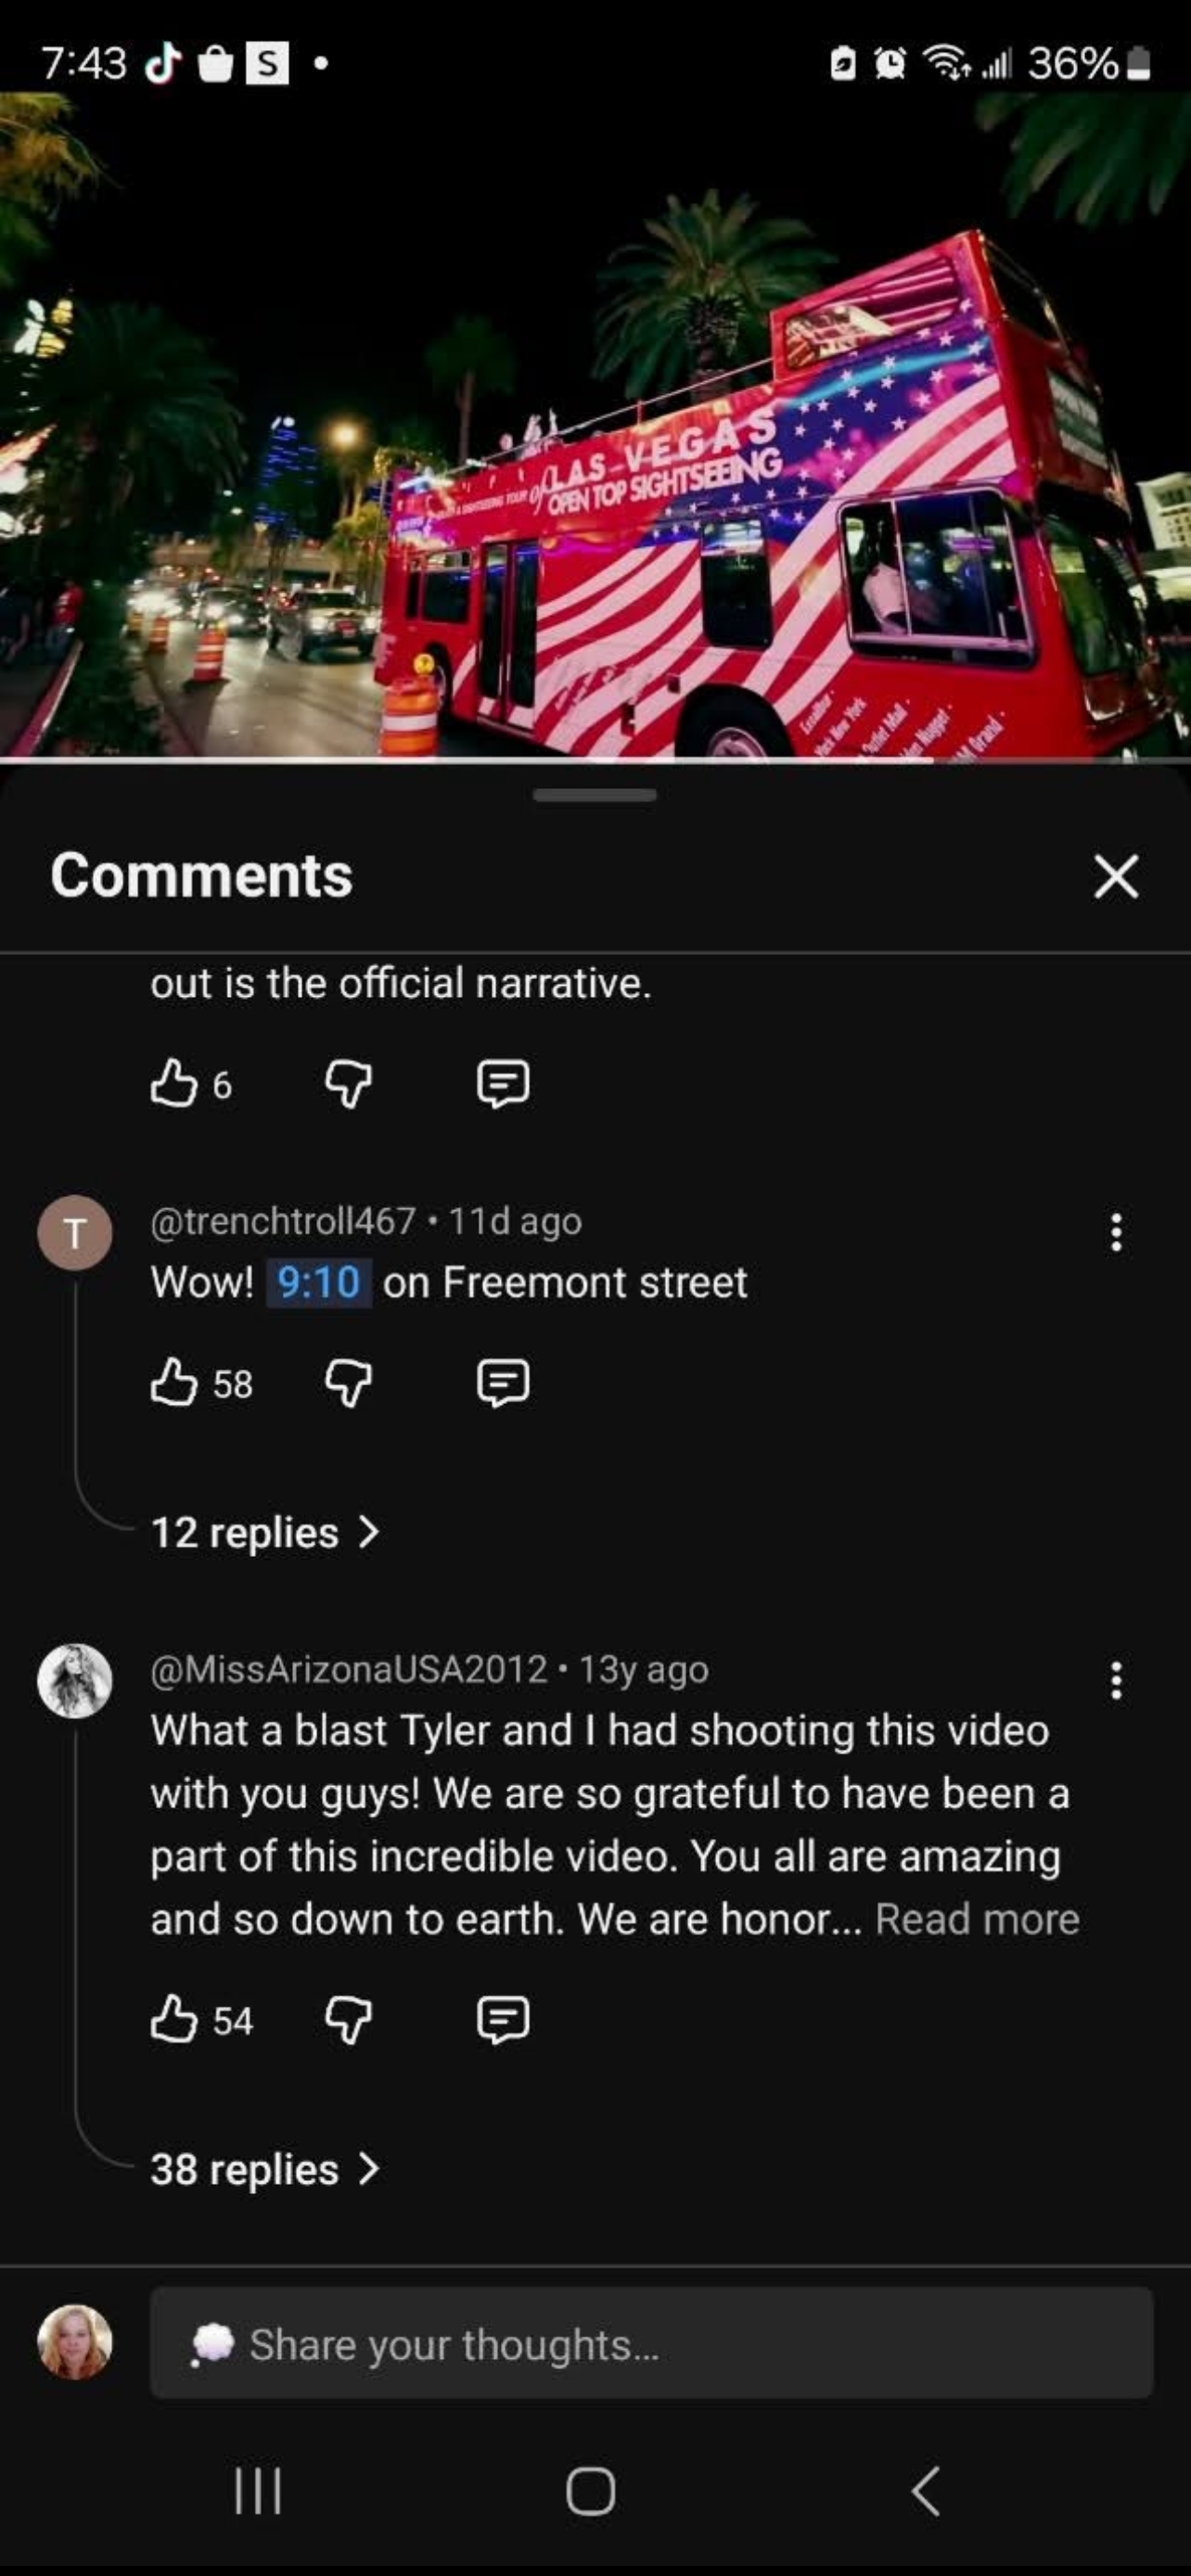 7:43 S 36%
LAS VEGAS
OPEN TOP SIGHTSEEING
Comments
out is the official narrative.
6
T @trenchtroll467 • 11d ago
Wow! 9:10 on Freemont street
58
12 replies
@MissArizonaUSA2012 • 13y ago
What a blast Tyler and I had shooting this video
with you guys! We are so grateful to have been a
part of this incredible video. You all are amazing
and so down to earth. We are honor... Read more
54
38 replies
Share your thoughts...